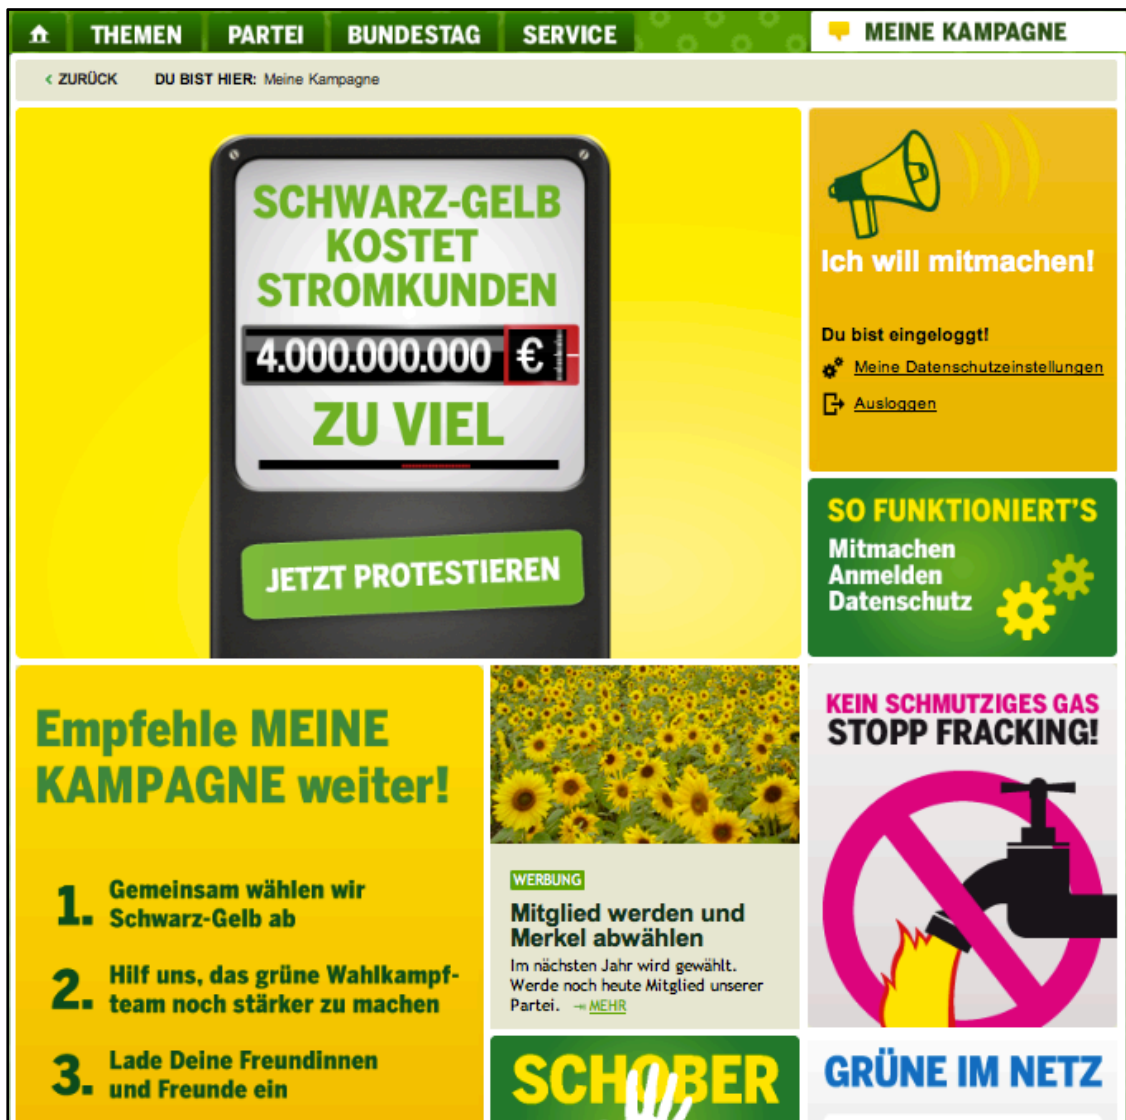 THEMEN PARTEI BUNDESTAG SERVICE MEINE KAMPAGNE
‹ ZURÜCK DU BIST HIER: Meine Kampagne
SCHWARZ-GELB
KOSTET
STROMKUNDEN
4.000.000.000 €
ZU VIEL
JETZT PROTESTIEREN
Ich will mitmachen!
Du bist eingeloggt!
Meine Datenschutzeinstellungen
Ausloggen
SO FUNKTIONIERT'S
Mitmachen
Anmelden
Datenschutz
Empfehle MEINE
KAMPAGNE weiter!
1. Gemeinsam wählen wir
Schwarz-Gelb ab
2. Hilf uns, das grüne Wahlkampf-
team noch stärker zu machen
3. Lade Deine Freundinnen
und Freunde ein
WERBUNG
Mitglied werden und
Merkel abwählen
Im nächsten Jahr wird gewählt.
Werde noch heute Mitglied unserer
Partei. MEHR
SCHOBER
KEIN SCHMUTZIGES GAS
STOPP FRACKING!
GRÜNE IM NETZ